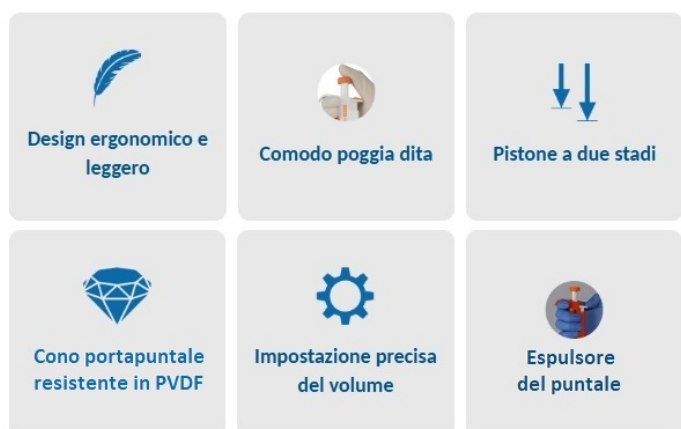 Design ergonomico e
leggero
Comodo poggia dita
Pistone a due stadi
Cono portapuntale
resistente in PVDF
Impostazione precisa
del volume
Espulsore
del puntale